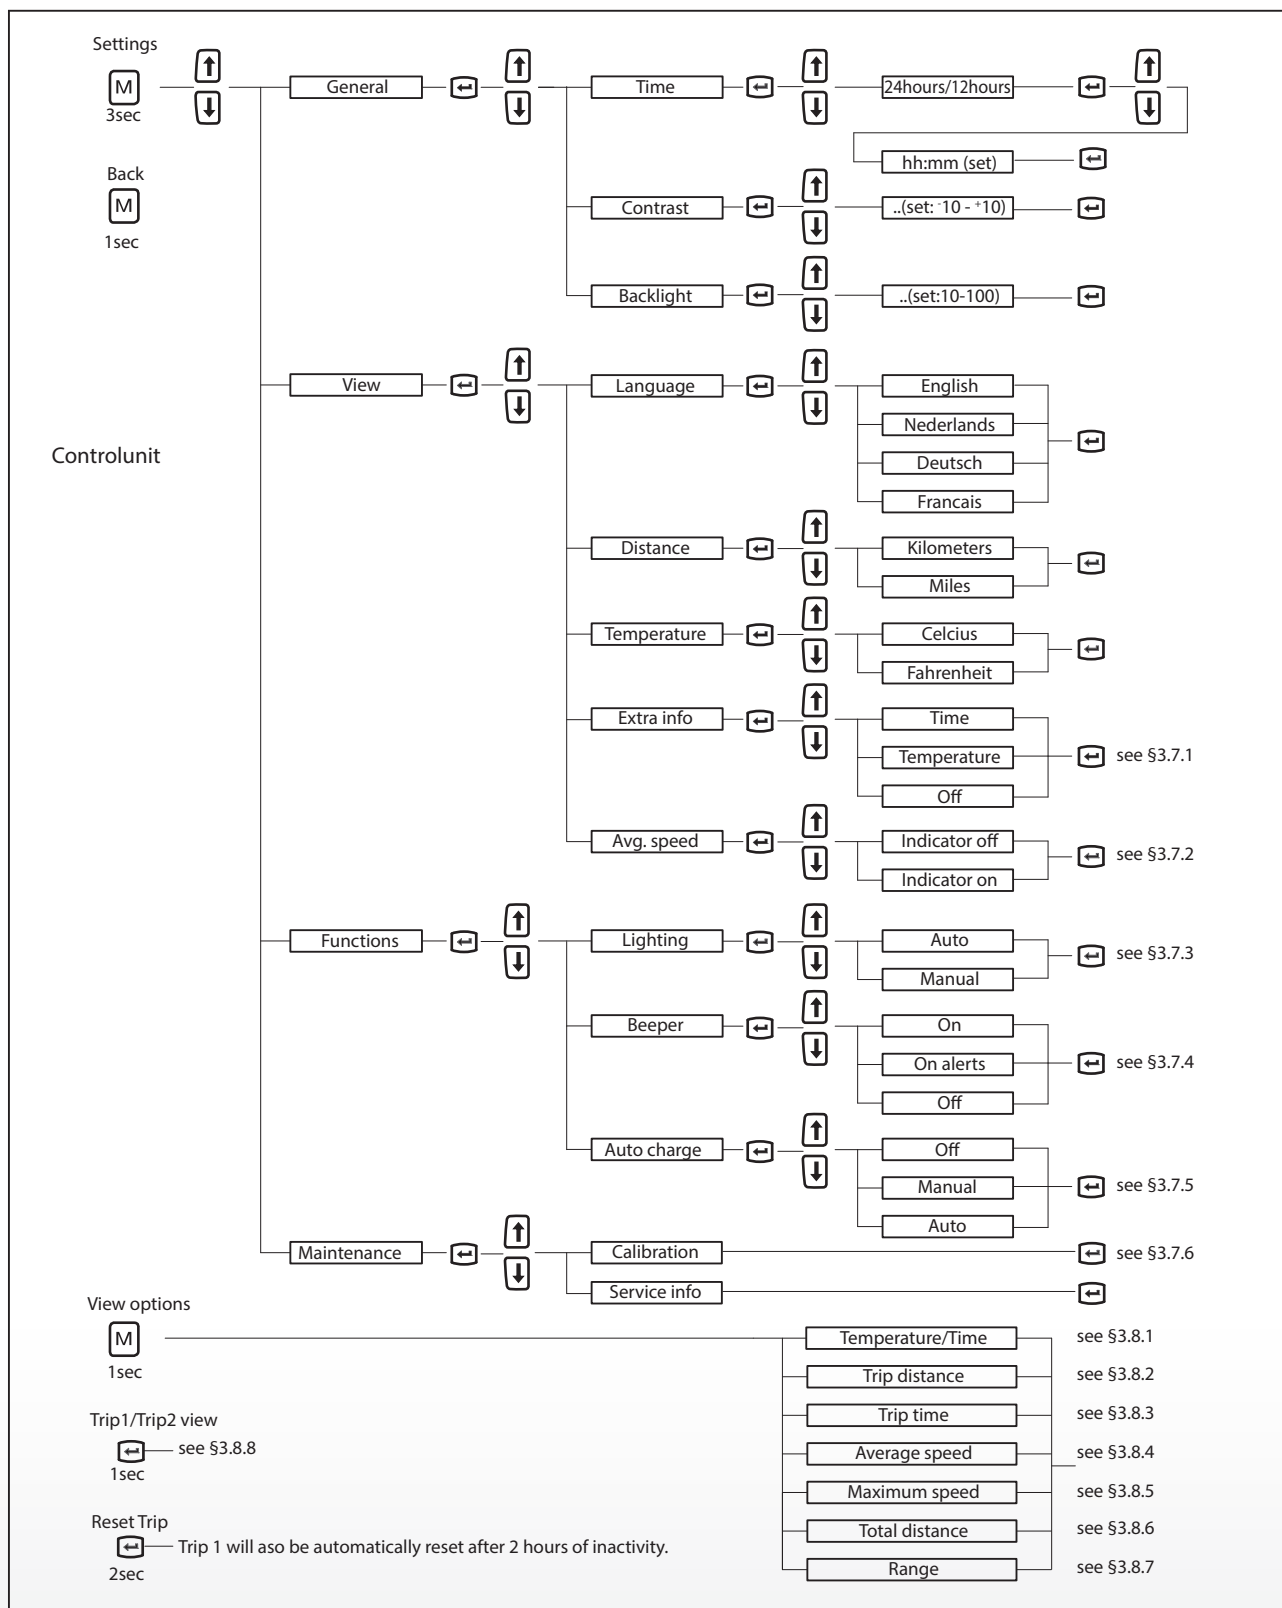 Settings
M
3sec
General
Time
24hours/12hours
hh:mm (set)
Back
M
1sec
Contrast
..(set: -10 - +10)
Backlight
..(set:10-100)
View
Language
English
Nederlands
Deutsch
Francais
Controlunit
Distance
Kilometers
Miles
Temperature
Celcius
Fahrenheit
Extra info
Time
Temperature
Off
see §3.7.1
Avg. speed
Indicator off
Indicator on
see §3.7.2
Functions
Lighting
Auto
Manual
see §3.7.3
Beeper
On
On alerts
Off
see §3.7.4
Auto charge
Off
Manual
Auto
see §3.7.5
Maintenance
Calibration
see §3.7.6
Service info
View options
M
1sec
Temperature/Time
see §3.8.1
Trip distance
see §3.8.2
Trip time
see §3.8.3
Average speed
see §3.8.4
Maximum speed
see §3.8.5
Total distance
see §3.8.6
Range
see §3.8.7
Trip1/Trip2 view
see §3.8.8
1sec
Reset Trip
Trip 1 will aso be automatically reset after 2 hours of inactivity.
2sec